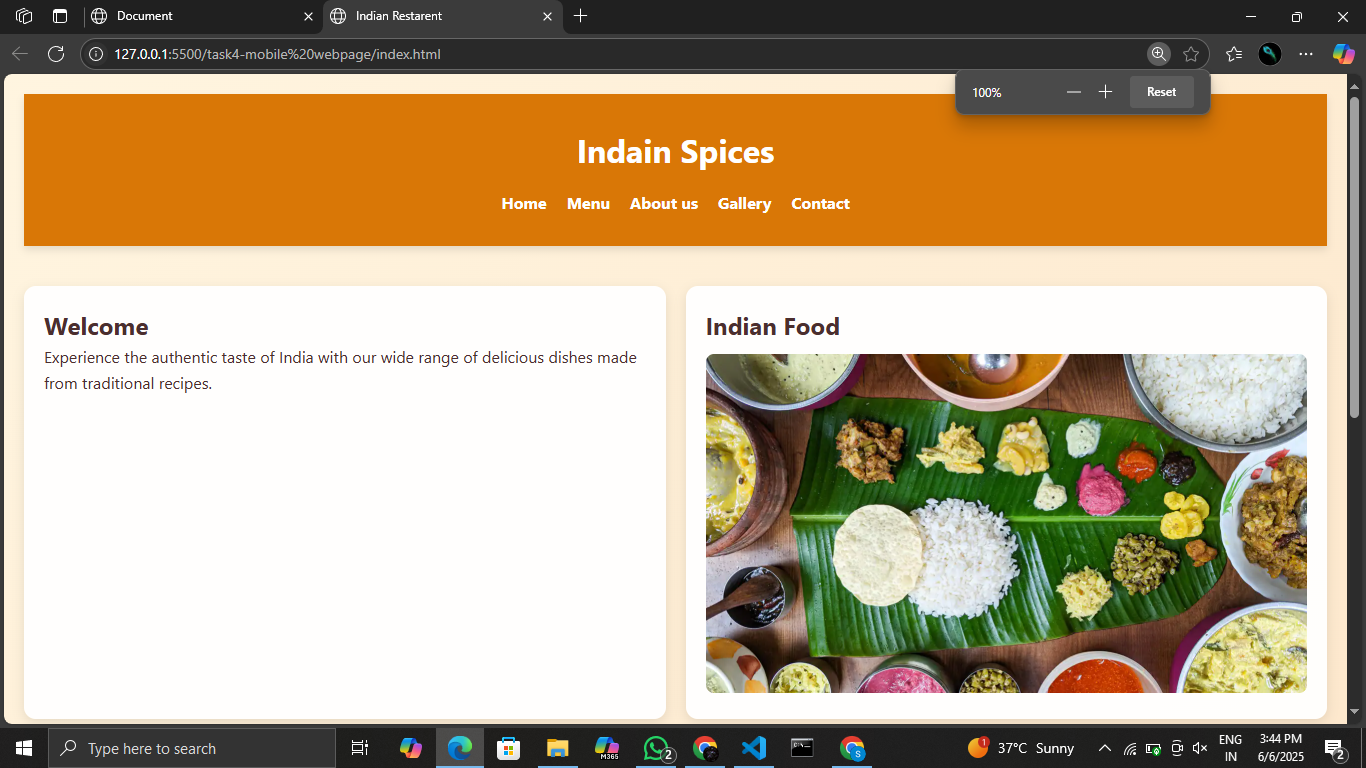 Document
Indian Restarent
127.0.0.1:5500/task4-mobile%20webpage/index.html
100%
Reset
Indain Spices
Home Menu About us Gallery Contact
Welcome
Experience the authentic taste of India with our wide range of delicious dishes made
from traditional recipes.
Indian Food
Type here to search
M365
2
S
1
37°C Sunny
ENG
IN
3:44 PM
6/6/2025
2